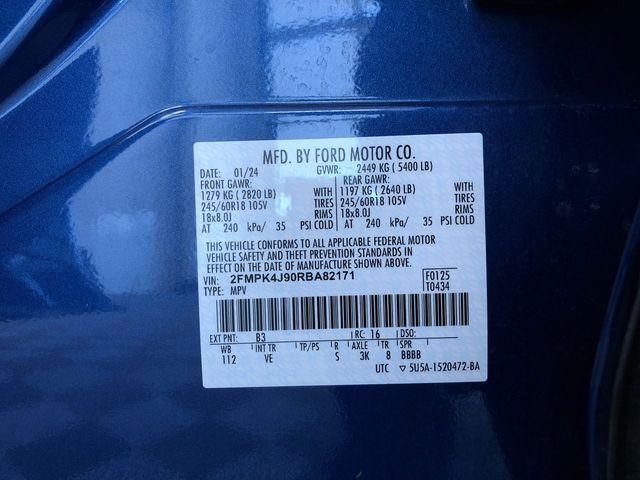 MFD. BY FORD MOTOR CO.
DATE: 01/24 GVWR: 2449 KG ( 5400 LB)
FRONT GAWR: REAR GAWR:
1279 KG ( 2820 LB) WITH 1197 KG ( 2640 LB) WITH
245/60R18 105V TIRES 245/60R18 105V TIRES
18x8.0J RIMS 18x8.0J RIMS
AT 240 kPa/ 35 PSI COLD AT 240 kPa/ 35 PSI COLD
THIS VEHICLE CONFORMS TO ALL APPLICABLE FEDERAL MOTOR
VEHICLE SAFETY AND THEFT PREVENTION STANDARDS IN
EFFECT ON THE DATE OF MANUFACTURE SHOWN ABOVE.
VIN: 2FMPK4J90RBA82171 F0125
TYPE: MPV T0434
EXT PNT: B3 RC: 16 DSO:
WB INT TR TP/PS R AXLE TR SPR
112 VE S 3K 8 BBBB
UTC ▽ 5U5A-1520472-BA